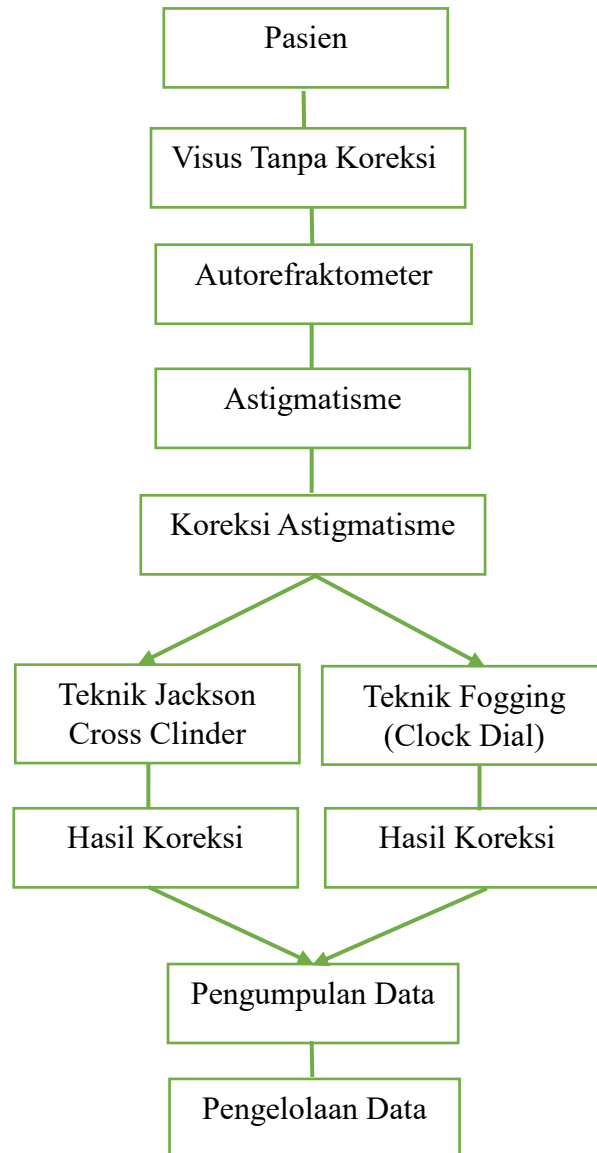 Pasien
Visus Tanpa Koreksi
Autorefraktometer
Astigmatisme
Koreksi Astigmatisme
Teknik Jackson
Cross Clinder
Teknik Fogging
(Clock Dial)
Hasil Koreksi
Hasil Koreksi
Pengumpulan Data
Pengelolaan Data